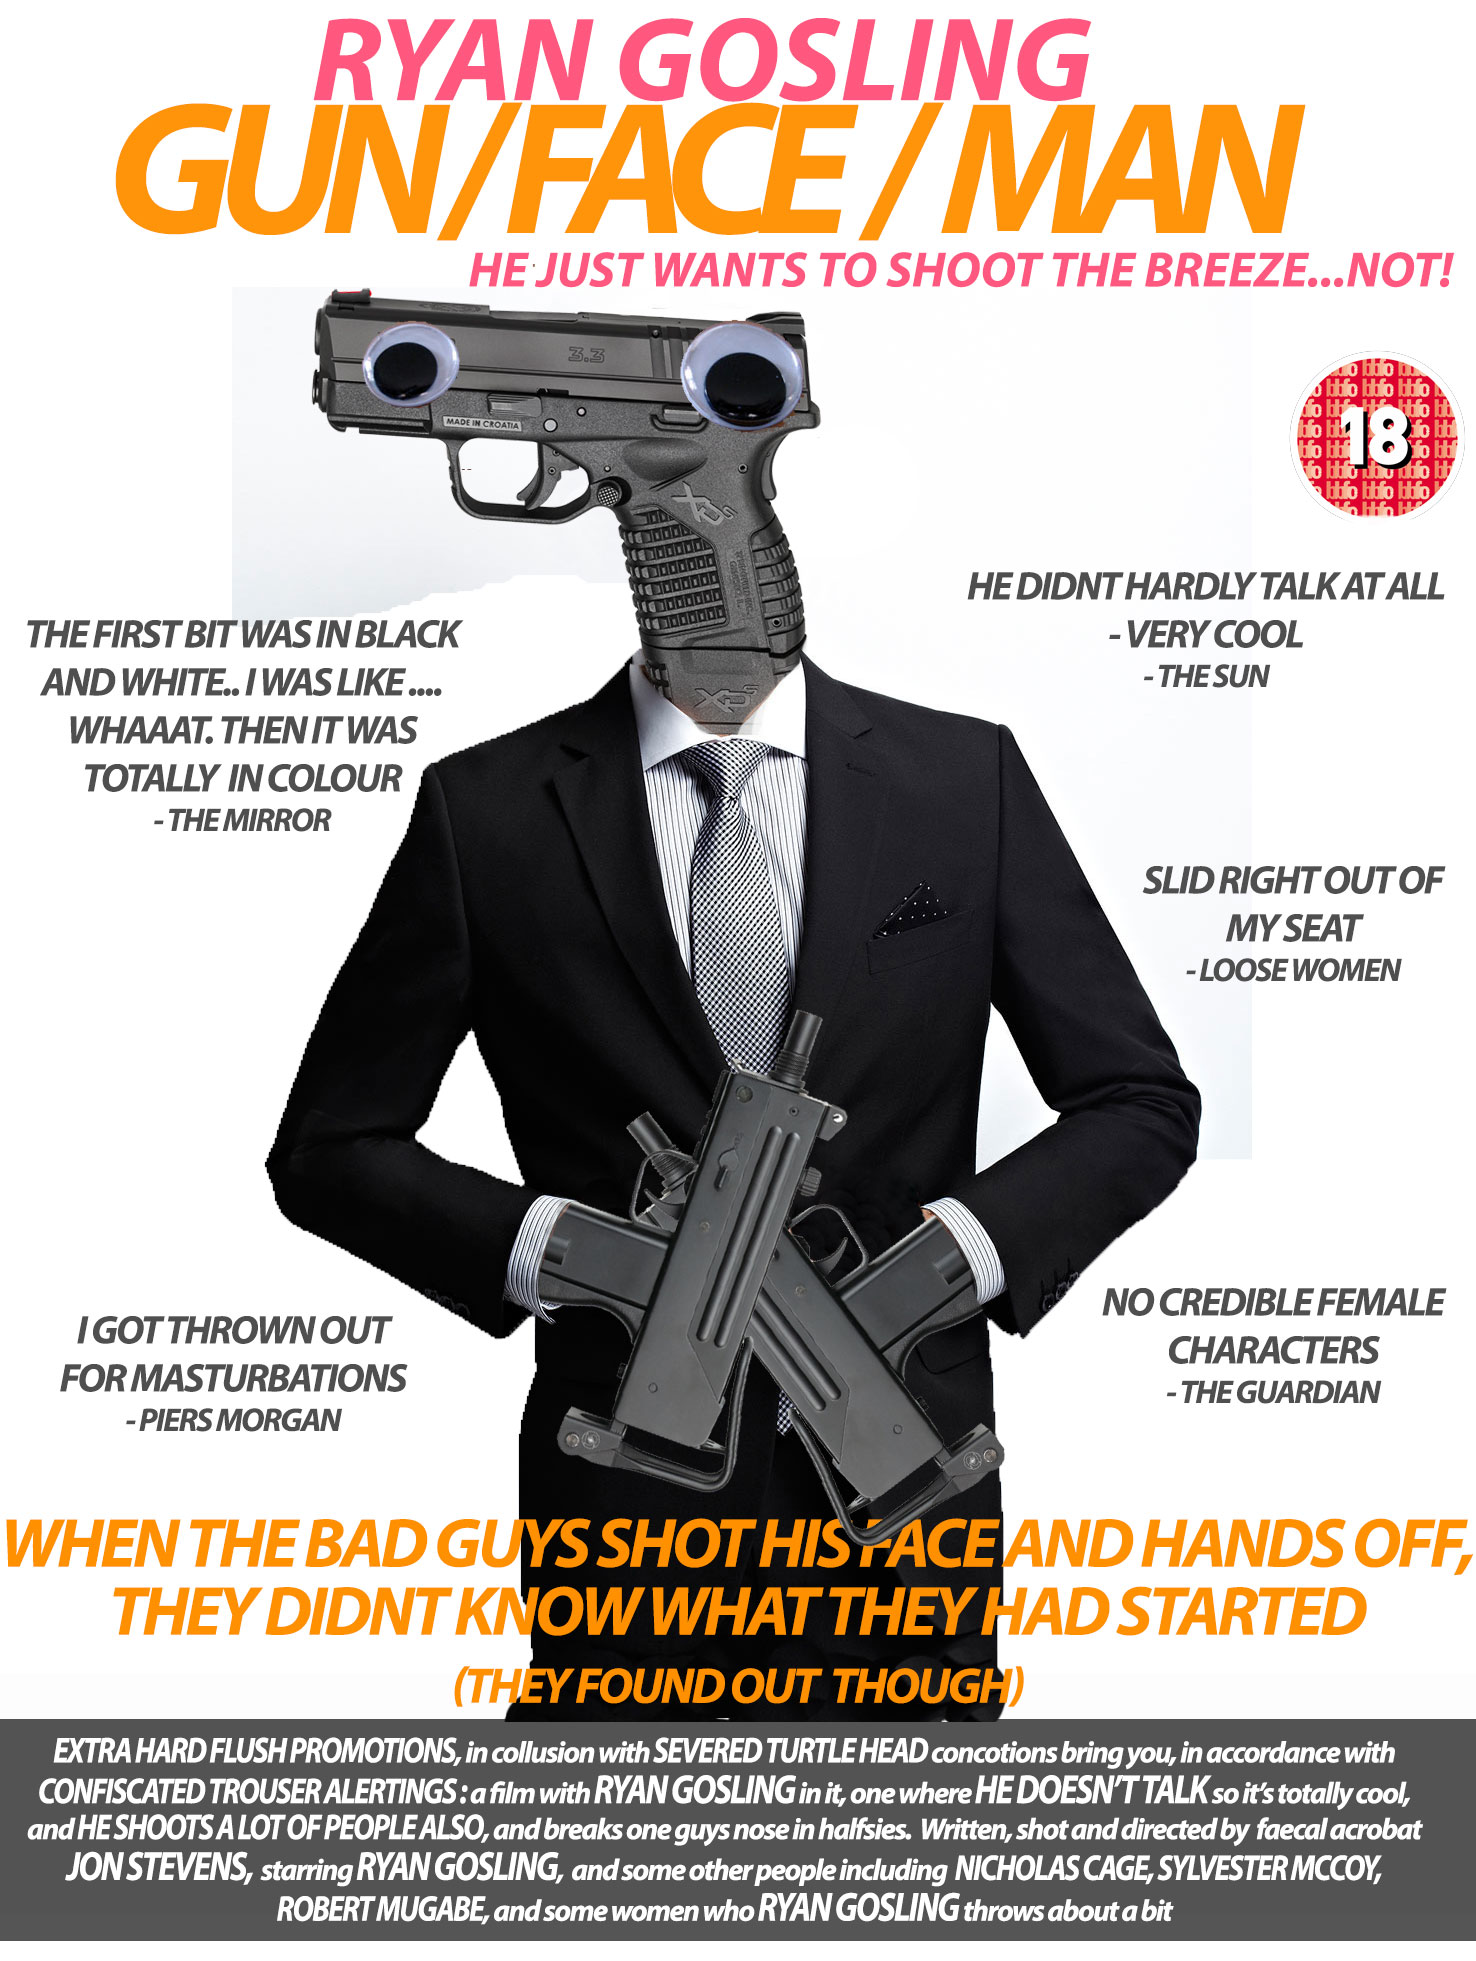 RYAN GOSLING
GUN/FACE/MAN
HE JUST WANTS TO SHOOT THE BREEZE...NOT!
3.3
MADE IN CROATIA
XDS
XDS
18
bbfo
HE DIDNT HARDLY TALK AT ALL
- VERY COOL
- THE SUN
THE FIRST BIT WAS IN BLACK
AND WHITE.. I WAS LIKE ....
WHAAAT. THEN IT WAS
TOTALLY IN COLOUR
- THE MIRROR
SLID RIGHT OUT OF
MY SEAT
- LOOSE WOMEN
I GOT THROWN OUT
FOR MASTURBATIONS
- PIERS MORGAN
NO CREDIBLE FEMALE
CHARACTERS
- THE GUARDIAN
WHEN THE BAD GUYS SHOT HIS FACE AND HANDS OFF,
THEY DIDNT KNOW WHAT THEY HAD STARTED
(THEY FOUND OUT THOUGH)
EXTRA HARD FLUSH PROMOTIONS, in collusion with SEVERED TURTLE HEAD concotions bring you, in accordance with
CONFISCATED TROUSER ALERTINGS : a film with RYAN GOSLING in it, one where HE DOESN'T TALK so it's totally cool,
and HE SHOOTS A LOT OF PEOPLE ALSO, and breaks one guys nose in halfsies. Written, shot and directed by faecal acrobat
JON STEVENS, starring RYAN GOSLING, and some other people including NICHOLAS CAGE, SYLVESTER MCCOY,
ROBERT MUGABE, and some women who RYAN GOSLING throws about a bit